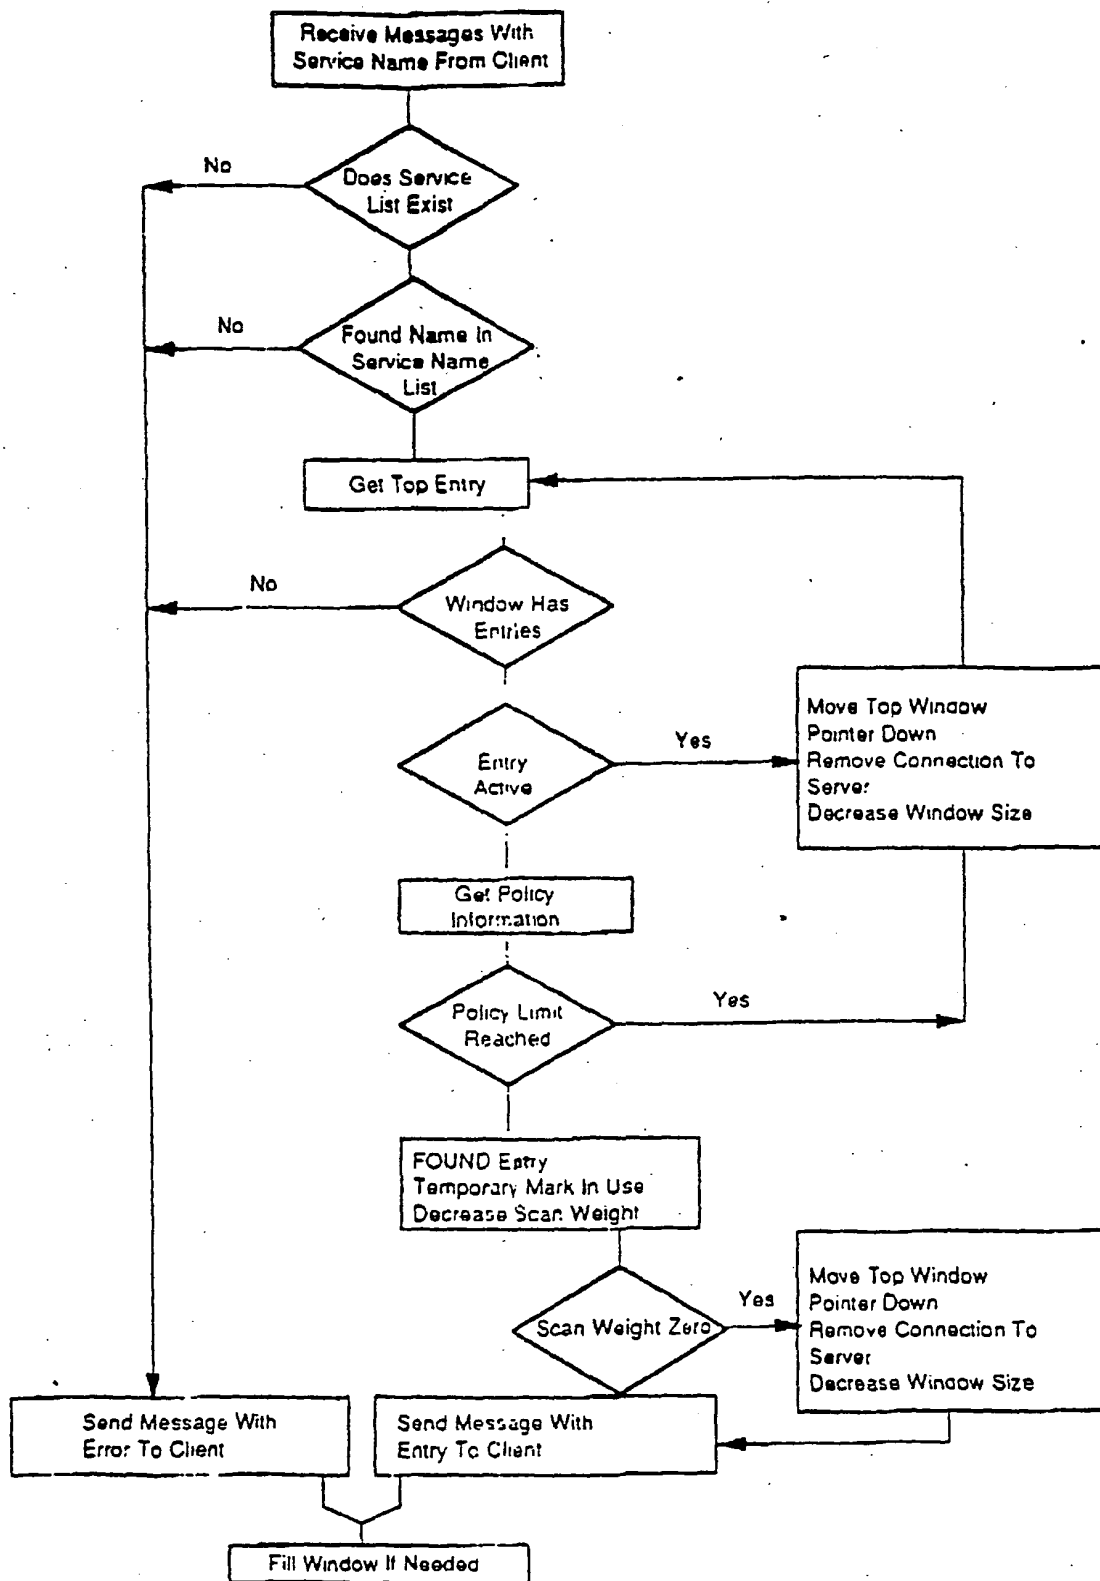 Receive Messages With
Service Name From Client
No
Does Service
List Exist
No
Found Name In
Service Name
List
Get Top Entry
No
Window Has
Entries
Entry
Active
Yes
Move Top Window
Pointer Down
Remove Connection To
Server
Decrease Window Size
Get Policy
Information
Policy Limit
Reached
Yes
FOUND Entry
Temporary Mark In Use
Decrease Scan Weight
Scan Weight Zero
Yes
Move Top Window
Pointer Down
Remove Connection To
Server
Decrease Window Size
Send Message With
Error To Client
Send Message With
Entry To Client
Fill Window If Needed